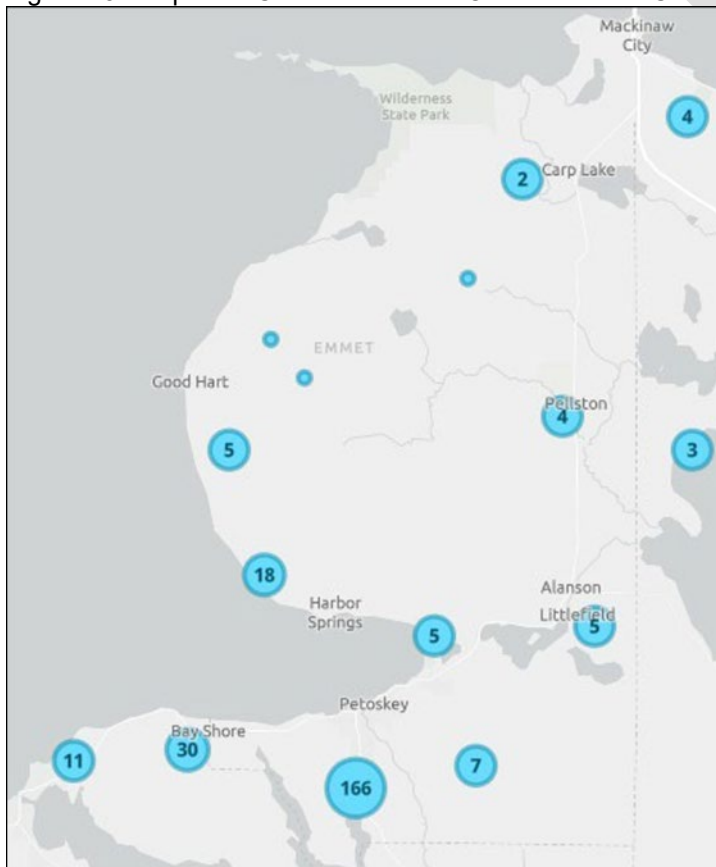 Mackinaw
City
Wilderness
State Park
4
Carp Lake
2
EMMET
Good Hart
Pellston
4
5
3
18
Alanson
Harbor
Springs
Littlefield
5
5
Petoskey
Bay Shore
30
11
7
166